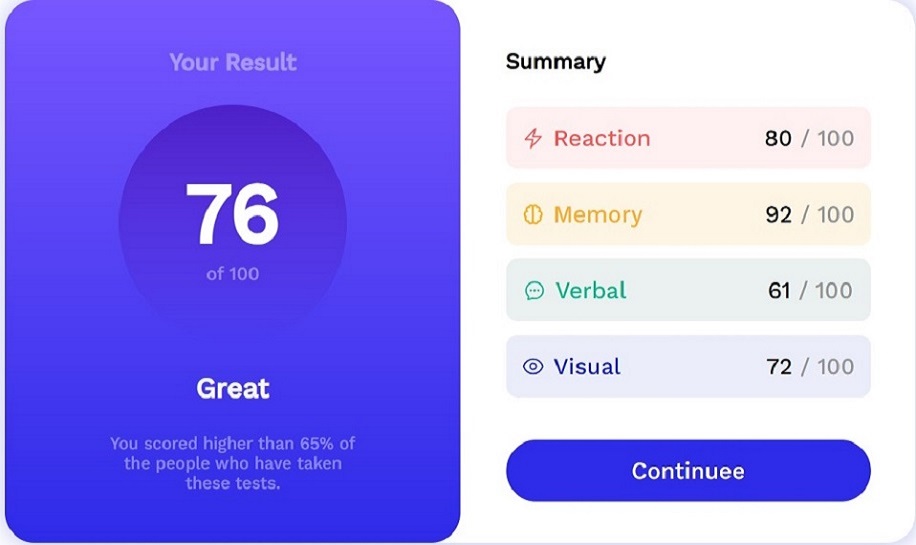 Your Result
76
of 100
Great
You scored higher than 65% of
the people who have taken
these tests.
Summary
Reaction 80 / 100
Memory 92 / 100
Verbal 61 / 100
Visual 72 / 100
Continuee